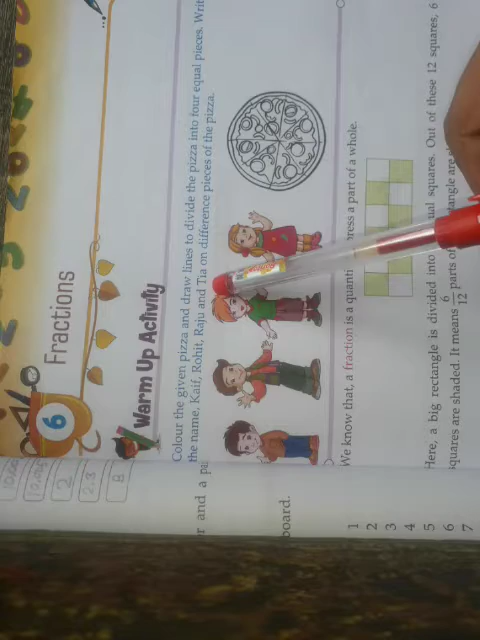 6
Fractions
Warm Up Activity
Colour the given pizza and draw lines to divide the pizza into four equal pieces. Writ
the name, Kaif, Rohit, Raju and Tia on difference pieces of the pizza.
We know that, a fraction is a quanti ress a part of a whole.
Here, a big rectangle is divided into ual squares. Out of these 12 squares, 6
squares are shaded. It means 6/12 parts of angle are
r and a pa
board.
1
2
3
4
5
6
7
2
2.3
8